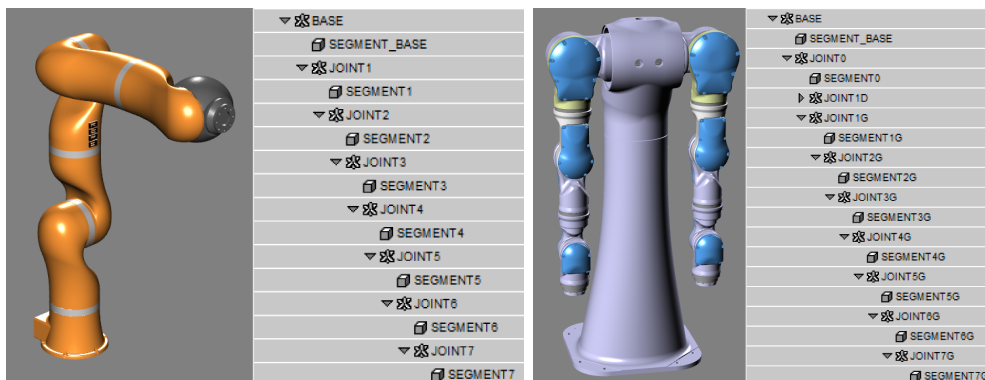 BASE
SEGMENT_BASE
JOINT1
SEGMENT1
JOINT2
SEGMENT2
JOINT3
SEGMENT3
JOINT4
SEGMENT4
JOINT5
SEGMENT5
JOINT6
SEGMENT6
JOINT7
SEGMENT7
BASE
SEGMENT_BASE
JOINT0
SEGMENT0
JOINT1D
JOINT1G
SEGMENT1G
JOINT2G
SEGMENT2G
JOINT3G
SEGMENT3G
JOINT4G
SEGMENT4G
JOINT5G
SEGMENT5G
JOINT6G
SEGMENT6G
JOINT7G
SEGMENT7G